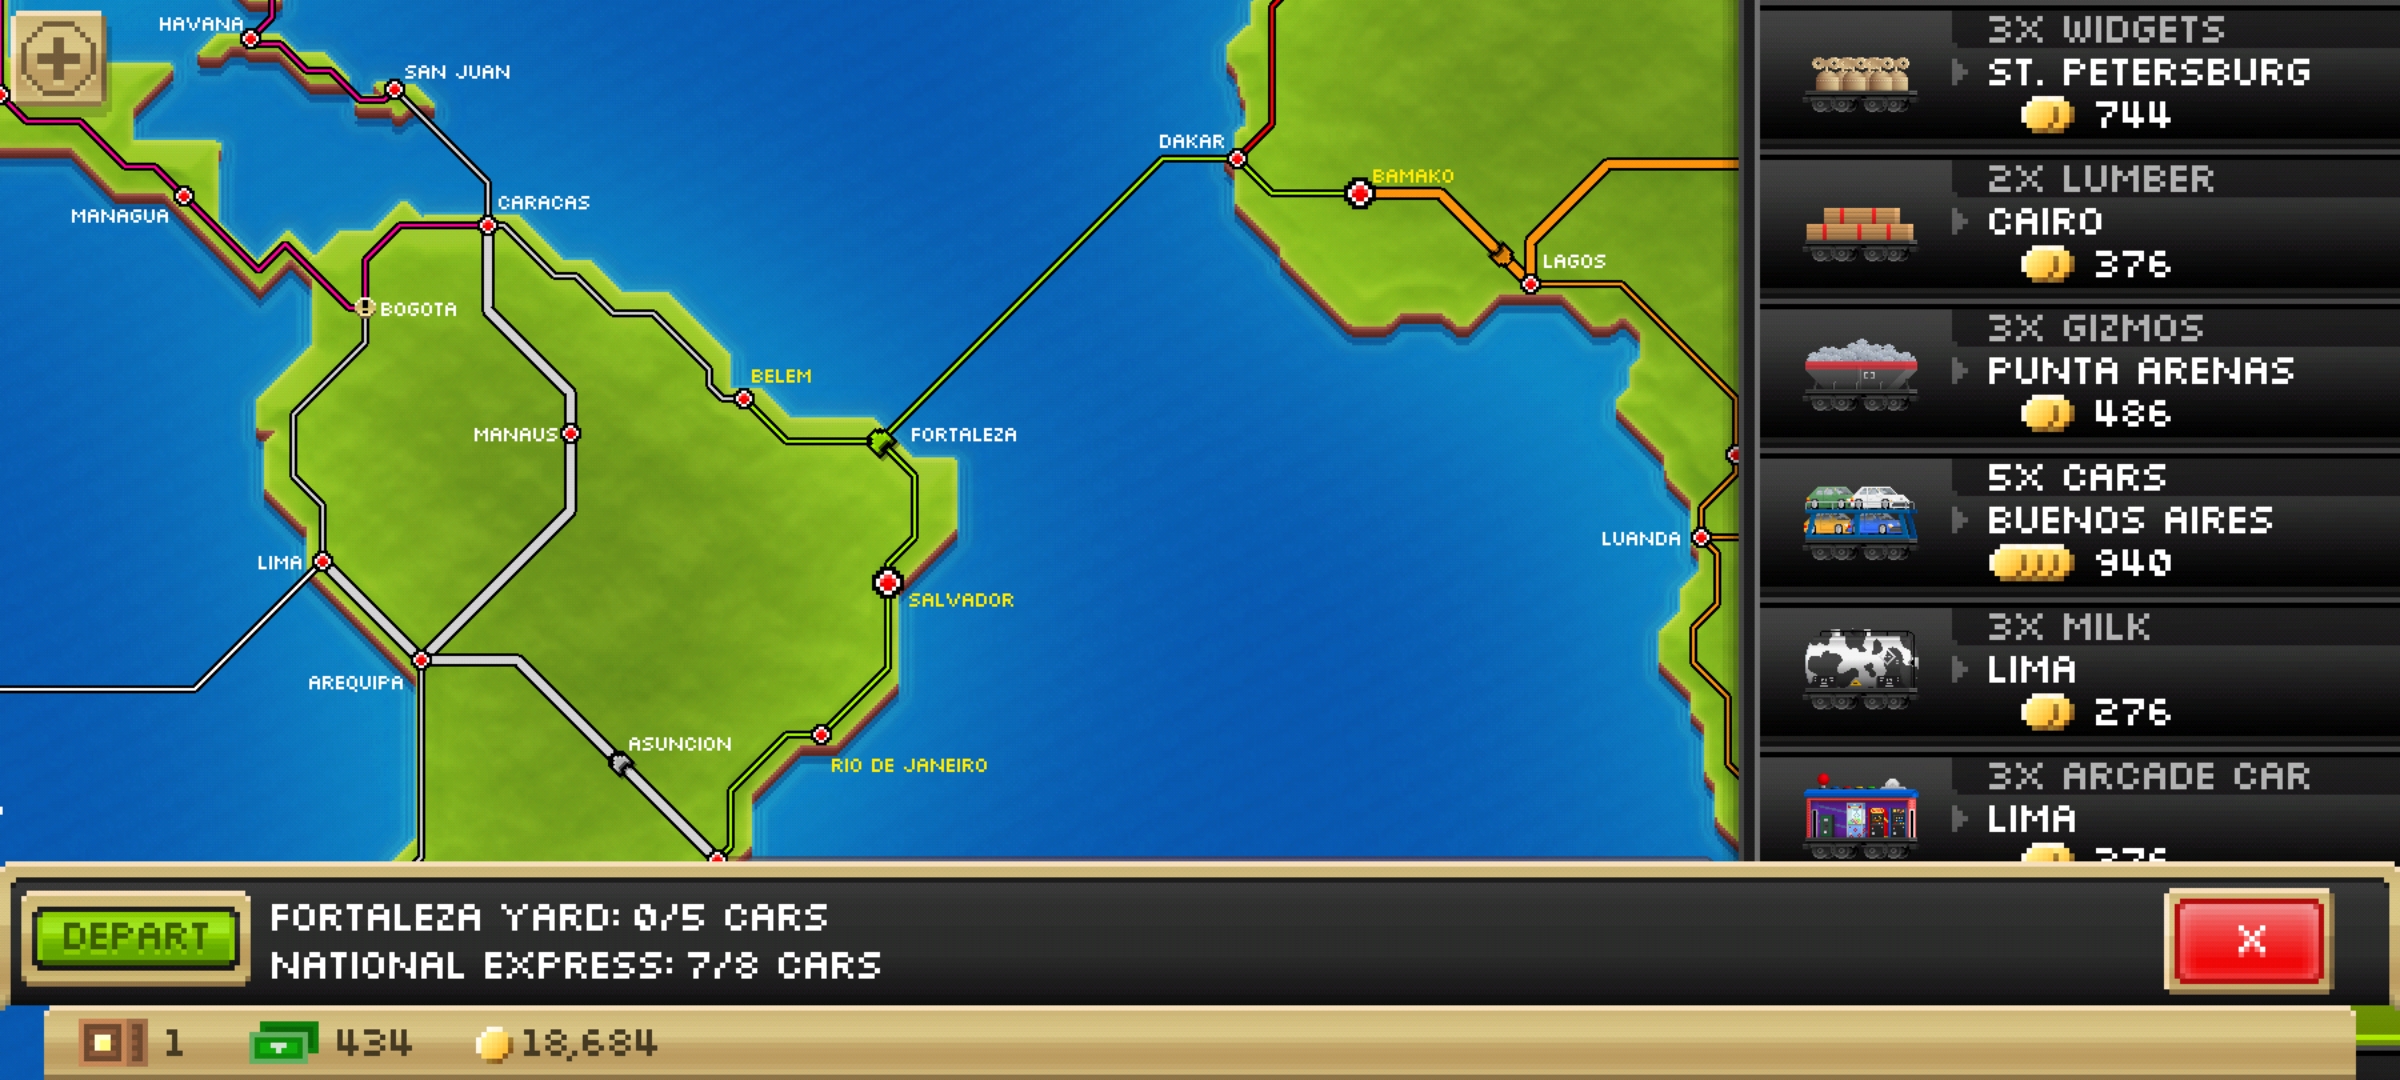 HAVANA
SAN JUAN
CARACAS
MANAGUA
BOGOTA
BELEM
MANAUS
FORTALEZA
LIMA
SALVADOR
AREQUIPA
ASUNCION
RIO DE JANEIRO
DAKAR
BAMAKO
LAGOS
LUANDA
3X WIDGETS
ST. PETERSBURG
744
2X LUMBER
CAIRO
376
3X GIZMOS
PUNTA ARENAS
486
5X CARS
BUENOS AIRES
940
3X MILK
LIMA
276
3X ARCADE CAR
LIMA
DEPART
FORTALEZA YARD: 0/5 CARS
NATIONAL EXPRESS: 7/8 CARS
X
1
434
18,684